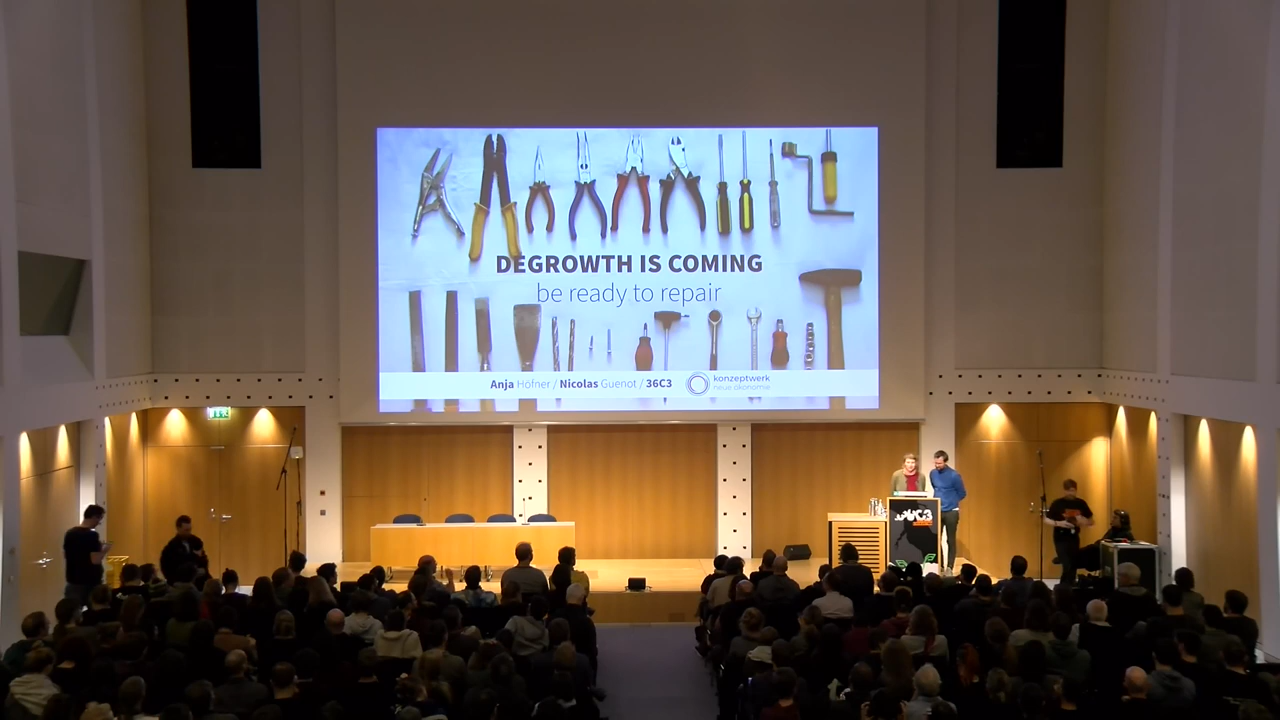 DEGROWTH IS COMING
be ready to repair
Anja Höfner / Nicolas Guenot / 36C3
konzeptwerk
neue ökonomie
36C3